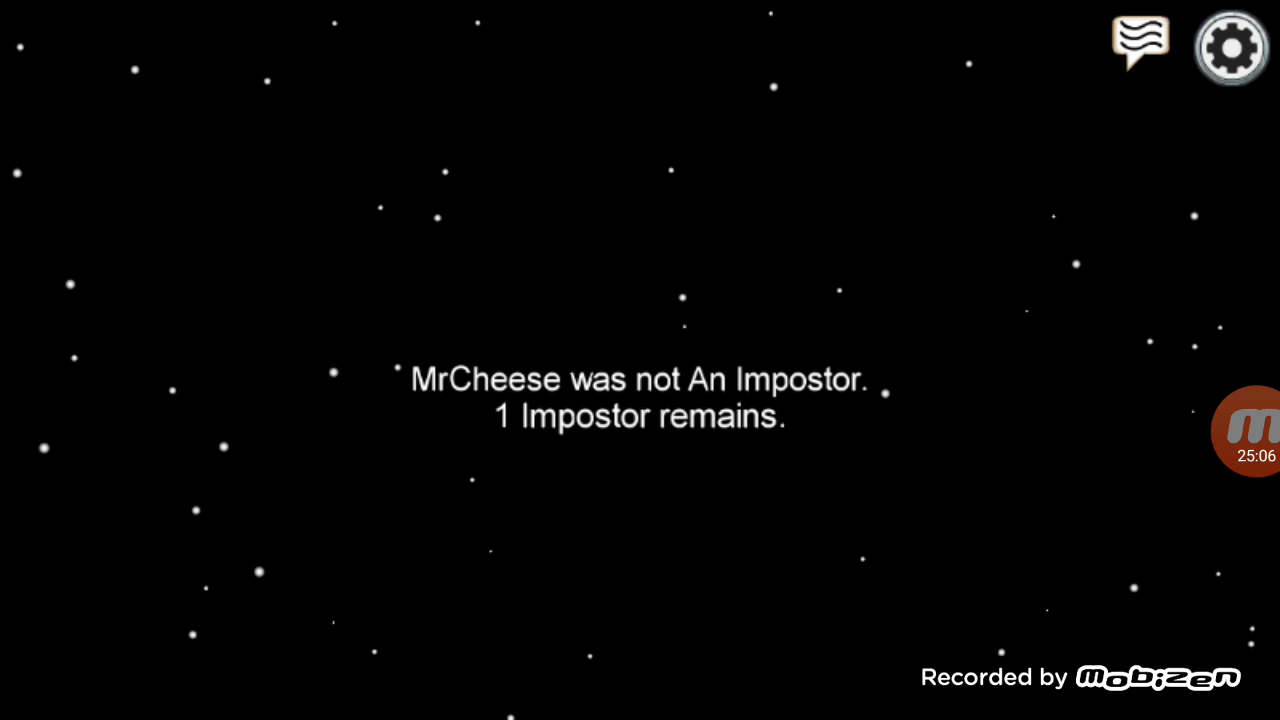 MrCheese was not An Impostor.
1 Impostor remains.
m
25:06
Recorded by mobizen